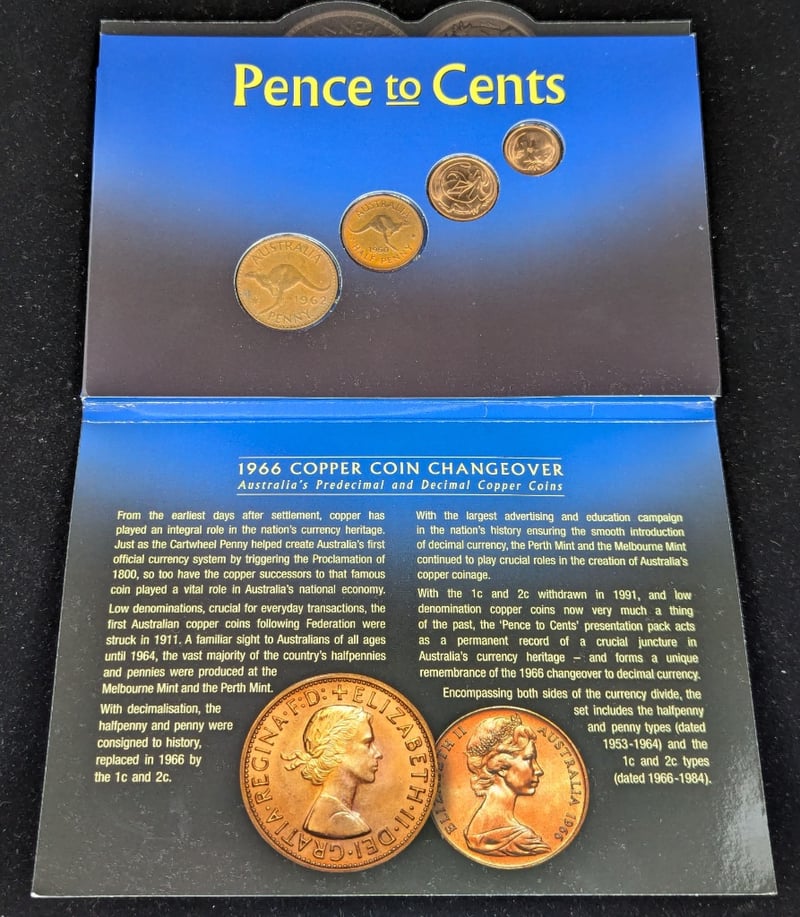 Pence to Cents
AUSTRALIA
1962
PENNY
AUSTRALIA
1960
HALF PENNY
2
1
1966 COPPER COIN CHANGEOVER
Australia's Predecimal and Decimal Copper Coins
From the earliest days after settlement, copper has
played an integral role in the nation's currency heritage.
Just as the Cartwheel Penny helped create Australia's first
official currency system by triggering the Proclamation of
1800, so too have the copper successors to that famous
coin played a vital role in Australia's national economy.
Low denominations, crucial for everyday transactions, the
first Australian copper coins following Federation were
struck in 1911. A familiar sight to Australians of all ages
until 1964, the vast majority of the country's halfpennies
and pennies were produced at the
Melbourne Mint and the Perth Mint.
With decimalisation, the
halfpenny and penny were
consigned to history,
replaced in 1966 by
the 1c and 2c.
With the largest advertising and education campaign
in the nation's history ensuring the smooth introduction
of decimal currency, the Perth Mint and the Melbourne Mint
continued to play crucial roles in the creation of Australia's
copper coinage.
With the 1c and 2c withdrawn in 1991, and low
denomination copper coins now very much a thing
of the past, the 'Pence to Cents' presentation pack acts
as a permanent record of a crucial juncture in
Australia's currency heritage – and forms a unique
remembrance of the 1966 changeover to decimal currency.
Encompassing both sides of the currency divide, the
set includes the halfpenny
and penny types (dated
1953-1964) and the
1c and 2c types
(dated 1966-1984).
ELIZABETH·II·DEI·GRATIA·REGINA·F:D:
ELIZABETH II AUSTRALIA 1966